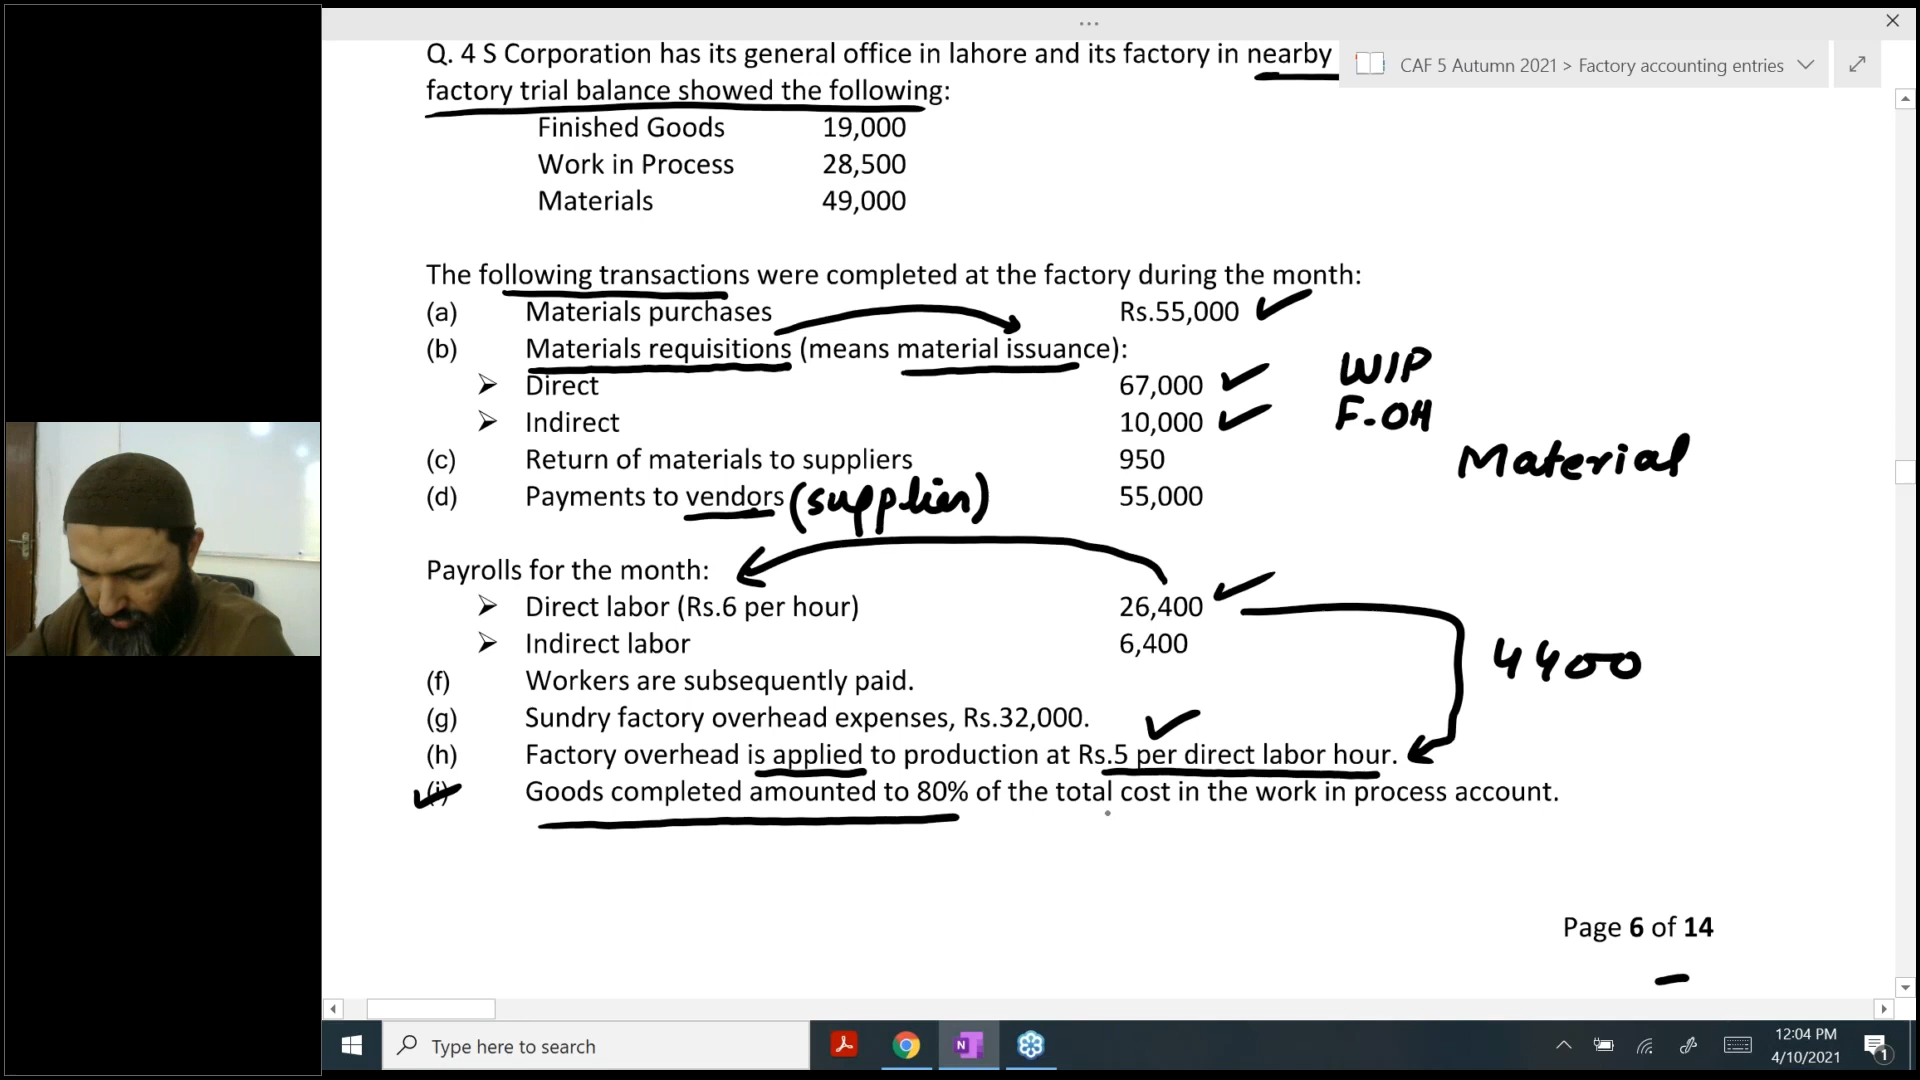 Q. 4 S Corporation has its general office in lahore and its factory in nearby
CAF 5 Autumn 2021 > Factory accounting entries
factory trial balance showed the following:
Finished Goods 19,000
Work in Process 28,500
Materials 49,000
The following transactions were completed at the factory during the month:
(a) Materials purchases Rs.55,000
(b) Materials requisitions (means material issuance):
Direct 67,000 WIP
Indirect 10,000 F-OH
(c) Return of materials to suppliers 950 Material
(d) Payments to vendors (supplier) 55,000
Payrolls for the month:
Direct labor (Rs.6 per hour) 26,400
Indirect labor 6,400 4400
(f) Workers are subsequently paid.
(g) Sundry factory overhead expenses, Rs.32,000.
(h) Factory overhead is applied to production at Rs.5 per direct labor hour.
(i) Goods completed amounted to 80% of the total cost in the work in process account.
Page 6 of 14
Type here to search
12:04 PM
4/10/2021
1